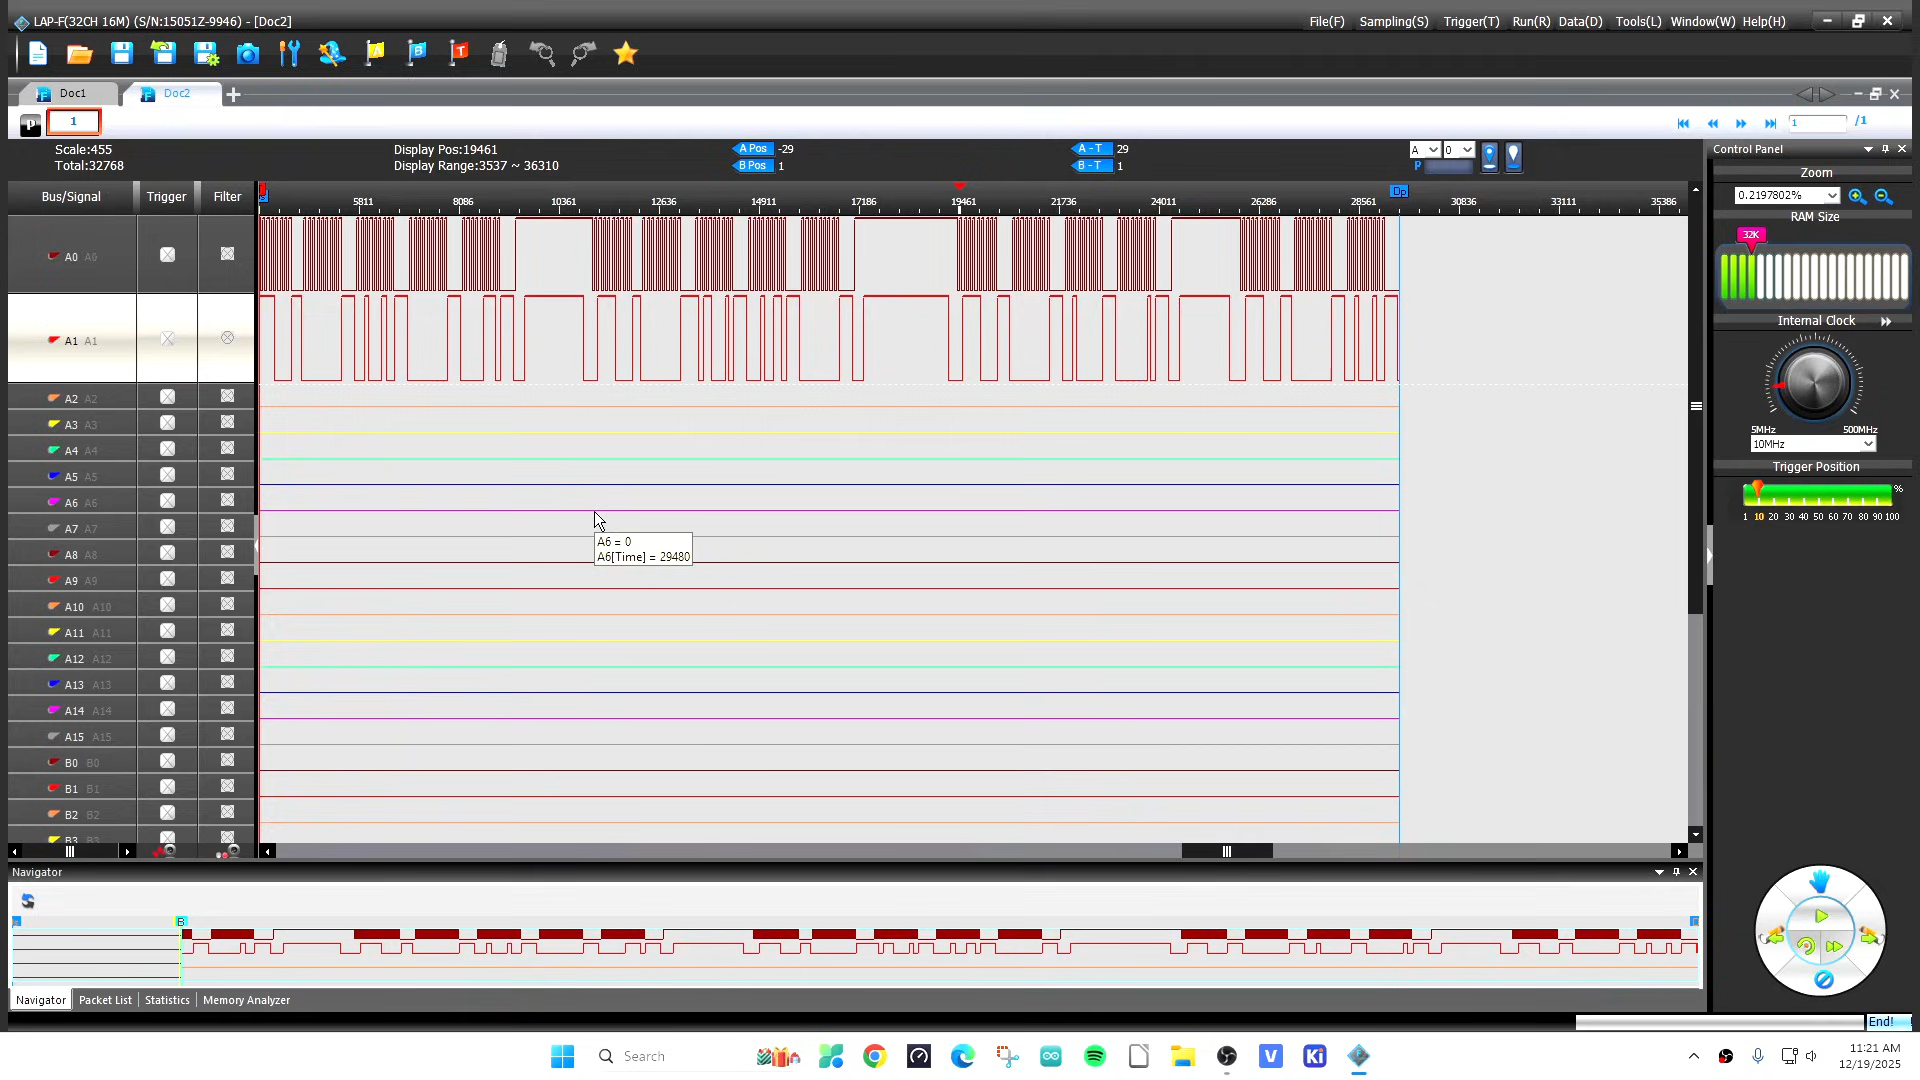 LAP-F(32CH 16M) (S/N:15051Z-9946) - [Doc2]
File(F) Sampling(S) Trigger(T) Run(R) Data(D) Tools(L) Window(W) Help(H)
A B T
Doc1 Doc2
P 1
1 /1
Scale:455 Display Pos:19461 A Pos -29 A - T 29 A 0
Total:32768 Display Range:3537 ~ 36310 B Pos 1 B - T 1 P
Control Panel
Zoom
0.2197802%
RAM Size
32K
Internal Clock
5MHz 500MHz
10MHz
Trigger Position
%
1 10 20 30 40 50 60 70 80 90 100
Bus/Signal Trigger Filter
Dp
5811 8086 10361 12636 14911 17186 19461 21736 24011 26286 28561 30836 33111 35386
A0 A0
A1 A1
A2 A2
A3 A3
A4 A4
A5 A5
A6 A6
A7 A7
A8 A8
A9 A9
A10 A10
A11 A11
A12 A12
A13 A13
A14 A14
A15 A15
B0 B0
B1 B1
B2 B2
B3 B3
A6 = 0
A6[Time] = 29480
Navigator
B
Navigator Packet List Statistics Memory Analyzer
End!
Search
V
Ki
11:21 AM
12/19/2025